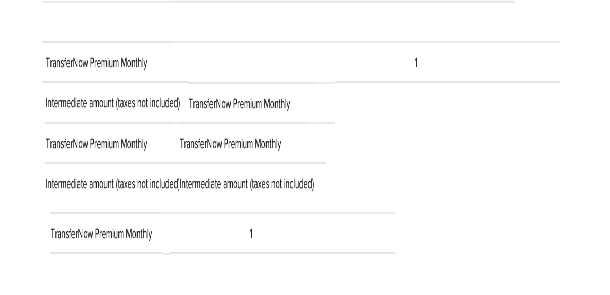 TransferNow Premium Monthly 1
Intermediate amount (taxes not included) TransferNow Premium Monthly
TransferNow Premium Monthly TransferNow Premium Monthly
Intermediate amount (taxes not included)Intermediate amount (taxes not included)
TransferNow Premium Monthly 1